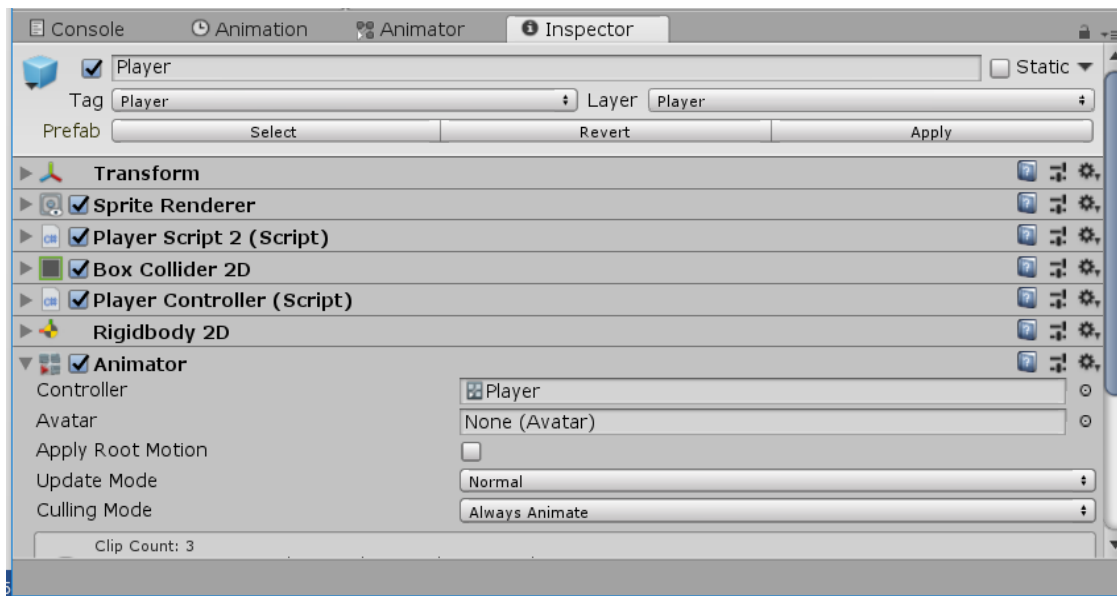 Console Animation Animator Inspector
Player Static
Tag Player Layer Player
Prefab Select Revert Apply
Transform
Sprite Renderer
Player Script 2 (Script)
Box Collider 2D
Player Controller (Script)
Rigidbody 2D
Animator
Controller Player
Avatar None (Avatar)
Apply Root Motion
Update Mode Normal
Culling Mode Always Animate
Clip Count: 3